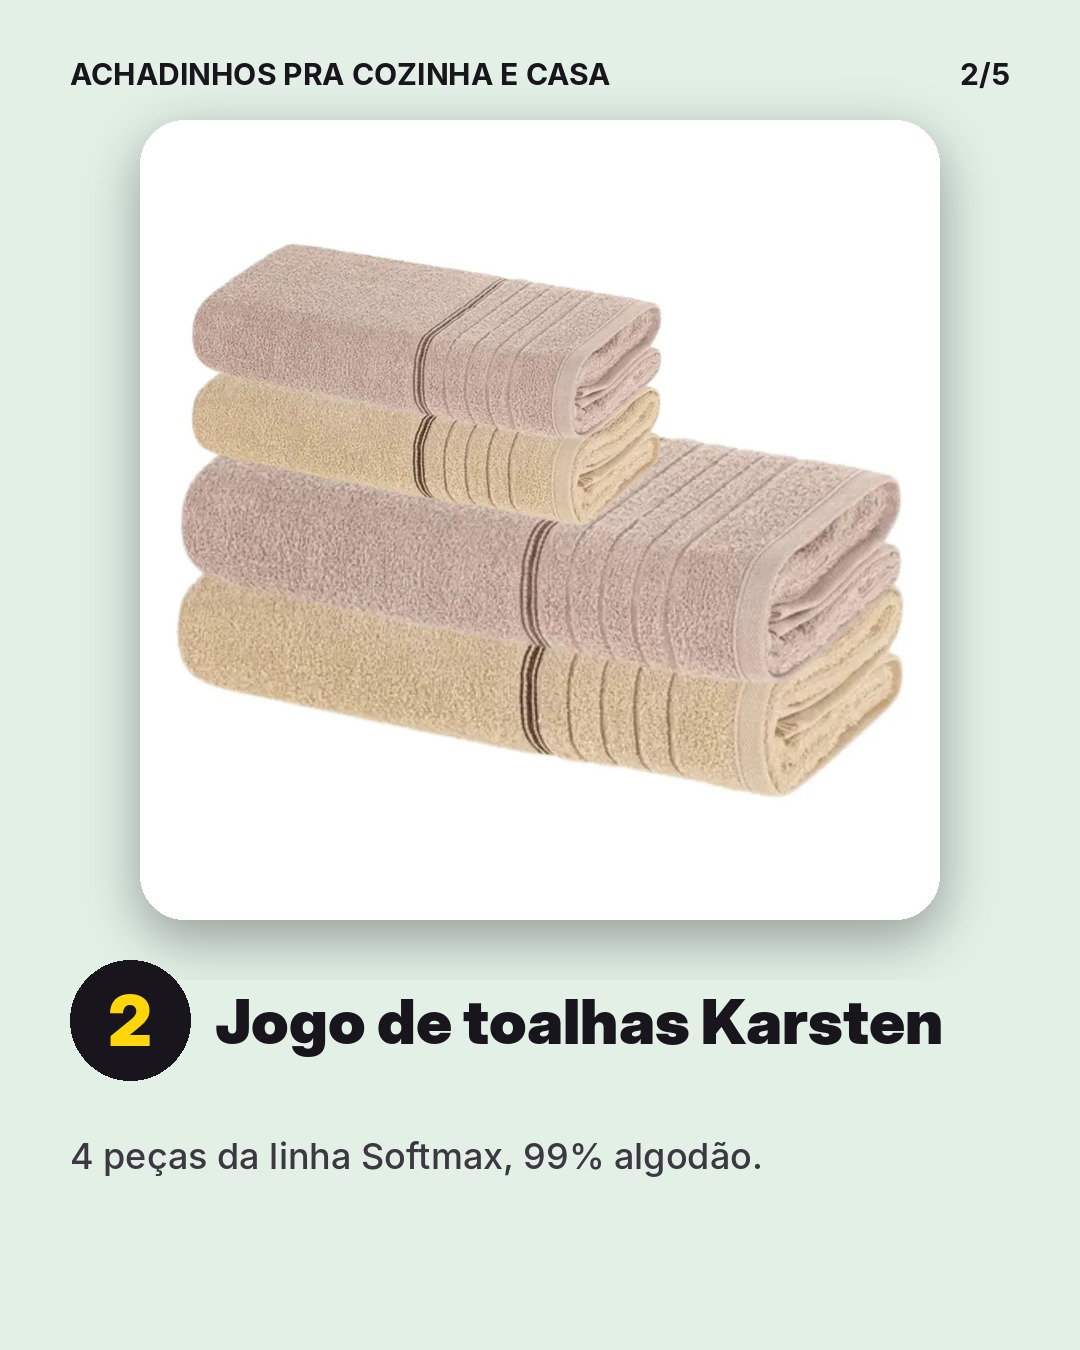 ACHADINHOS PRA COZINHA E CASA
2/5
2
Jogo de toalhas Karsten
4 peças da linha Softmax, 99% algodão.